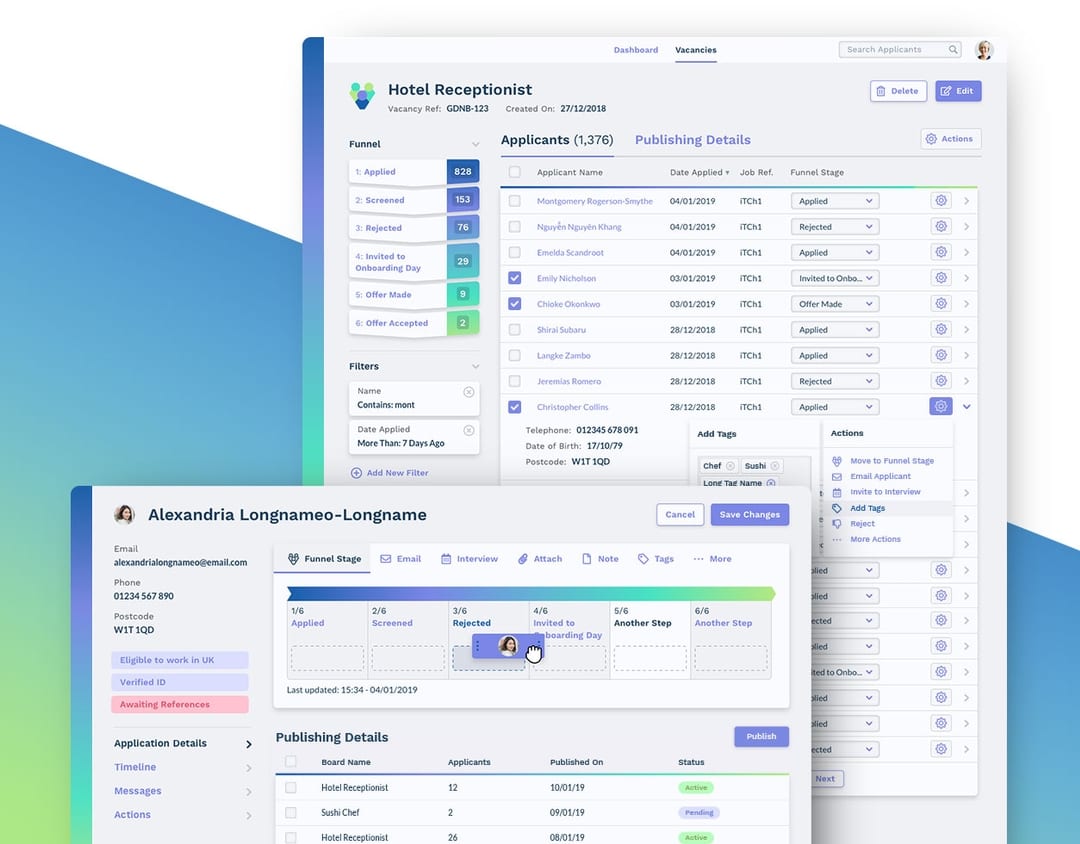 Dashboard Vacancies Search Applicants
Hotel Receptionist
Vacancy Ref: GDNB-123 Created On: 27/12/2018
Delete Edit
Funnel
1: Applied 828
2: Screened 153
3: Rejected 76
4: Invited to
Onboarding Day 29
5: Offer Made 9
6: Offer Accepted 2
Filters
Name
Contains: mont
Date Applied
More Than: 7 Days Ago
Add New Filter
Applicants (1,376) Publishing Details Actions
Applicant Name Date Applied Job Ref. Funnel Stage
Montgomery Rogerson-Smythe 04/01/2019 iTCh1 Applied
Nguyễn Nguyên Khang 04/01/2019 iTCh1 Rejected
Emelda Scandroot 04/01/2019 iTCh1 Applied
Emily Nicholson 03/01/2019 iTCh1 Invited to Onbo...
Chioke Okonkwo 03/01/2019 iTCh1 Offer Made
Shirai Subaru 28/12/2018 iTCh1 Applied
Langke Zambo 28/12/2018 iTCh1 Applied
Jeremias Romero 28/12/2018 iTCh1 Rejected
Christopher Collins 28/12/2018 iTCh1 Applied
Telephone: 012345 678 091
Date of Birth: 17/10/79
Postcode: W1T 1QD
Add Tags
Chef Sushi
Long Tag Name
Actions
Move to Funnel Stage
Email Applicant
Invite to Interview
Add Tags
Reject
More Actions
plied
plied
ected
plied
ted to Onbo...
plied
plied
ected
Next
Alexandria Longnameo-Longname
Cancel Save Changes
Email
alexandrialongnameo@email.com
Phone
01234 567 890
Postcode
W1T 1QD
Eligible to work in UK
Verified ID
Awaiting References
Application Details
Timeline
Messages
Actions
Funnel Stage Email Interview Attach Note Tags More
1/6 2/6 3/6 4/6 5/6 6/6
Applied Screened Rejected Invited to Another Step Another Step
boarding Day
Last updated: 15:34 - 04/01/2019
Publishing Details Publish
Board Name Applicants Published On Status
Hotel Receptionist 12 10/01/19 Active
Sushi Chef 2 09/01/19 Pending
Hotel Receptionist 26 08/01/19 Active